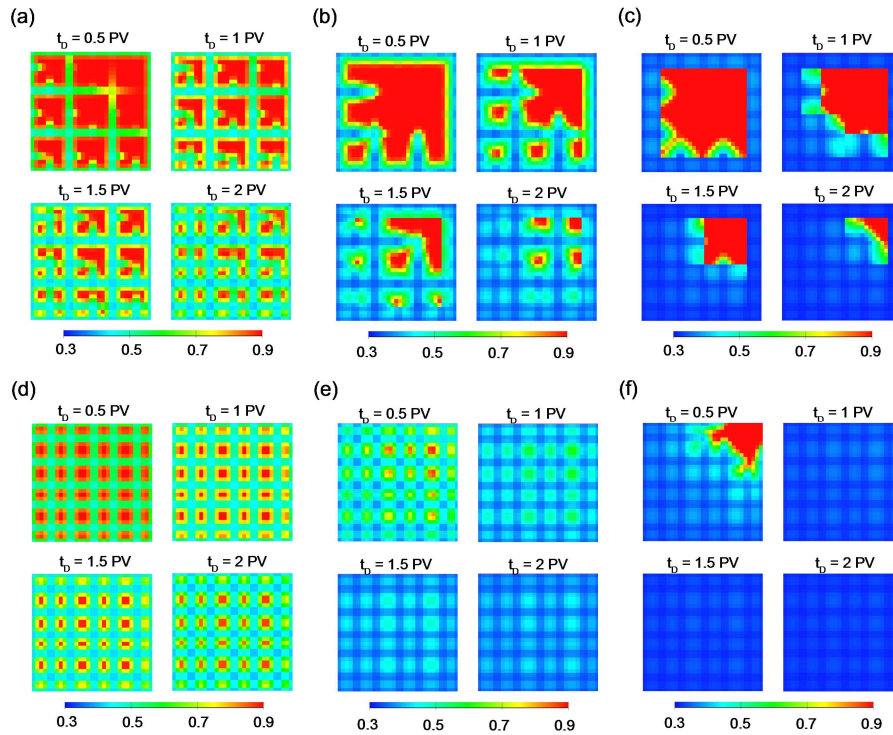 (a) (b) (c)
t_D = 0.5 PV t_D = 1 PV t_D = 0.5 PV t_D = 1 PV t_D = 0.5 PV t_D = 1 PV
t_D = 1.5 PV t_D = 2 PV t_D = 1.5 PV t_D = 2 PV t_D = 1.5 PV t_D = 2 PV
0.3 0.5 0.7 0.9 0.3 0.5 0.7 0.9 0.3 0.5 0.7 0.9
(d) (e) (f)
t_D = 0.5 PV t_D = 1 PV t_D = 0.5 PV t_D = 1 PV t_D = 0.5 PV t_D = 1 PV
t_D = 1.5 PV t_D = 2 PV t_D = 1.5 PV t_D = 2 PV t_D = 1.5 PV t_D = 2 PV
0.3 0.5 0.7 0.9 0.3 0.5 0.7 0.9 0.3 0.5 0.7 0.9